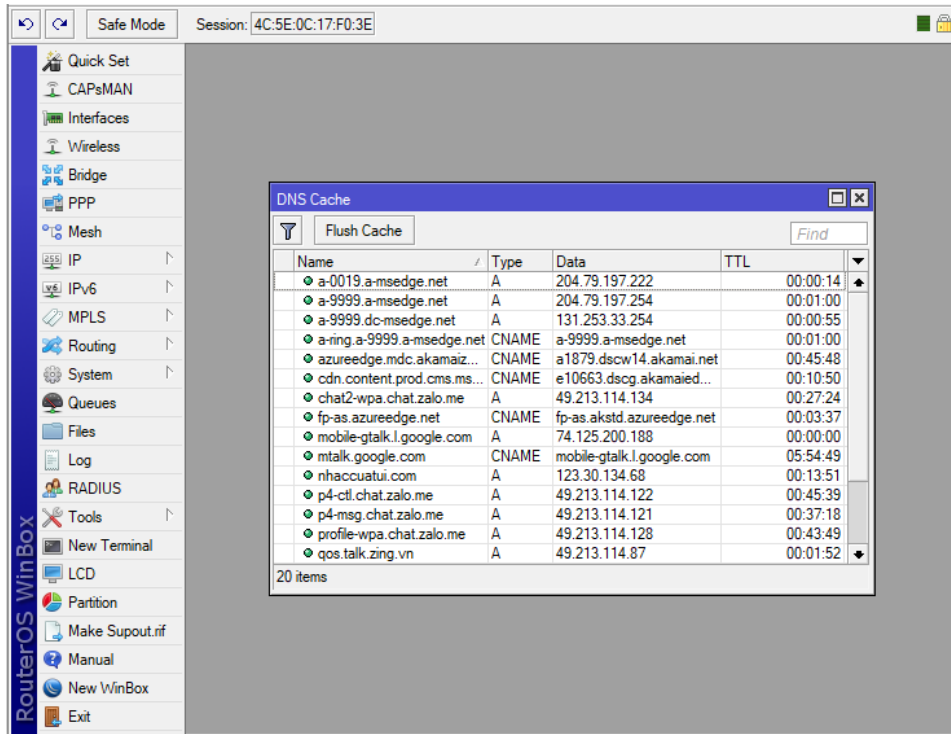 Safe Mode Session: 4C:5E:0C:17:F0:3E
Quick Set
CAPsMAN
Interfaces
Wireless
Bridge
PPP
Mesh
255 IP
v6 IPv6
MPLS
Routing
System
Queues
Files
Log
RADIUS
Tools
New Terminal
LCD
Partition
Make Supout.rif
Manual
New WinBox
Exit
RouterOS WinBox
DNS Cache
Flush Cache Find
Name Type Data TTL
a-0019.a-msedge.net A 204.79.197.222 00:00:14
a-9999.a-msedge.net A 204.79.197.254 00:01:00
a-9999.dc-msedge.net A 131.253.33.254 00:00:55
a-ring.a-9999.a-msedge.net CNAME a-9999.a-msedge.net 00:01:00
azureedge.mdc.akamaiz... CNAME a1879.dscw14.akamai.net 00:45:48
cdn.content.prod.cms.ms... CNAME e10663.dscg.akamaied... 00:10:50
chat2-wpa.chat.zalo.me A 49.213.114.134 00:27:24
fp-as.azureedge.net CNAME fp-as.akstd.azureedge.net 00:03:37
mobile-gtalk.l.google.com A 74.125.200.188 00:00:00
mtalk.google.com CNAME mobile-gtalk.l.google.com 05:54:49
nhaccuatui.com A 123.30.134.68 00:13:51
p4-ctl.chat.zalo.me A 49.213.114.122 00:45:39
p4-msg.chat.zalo.me A 49.213.114.121 00:37:18
profile-wpa.chat.zalo.me A 49.213.114.128 00:43:49
qos.talk.zing.vn A 49.213.114.87 00:01:52
20 items